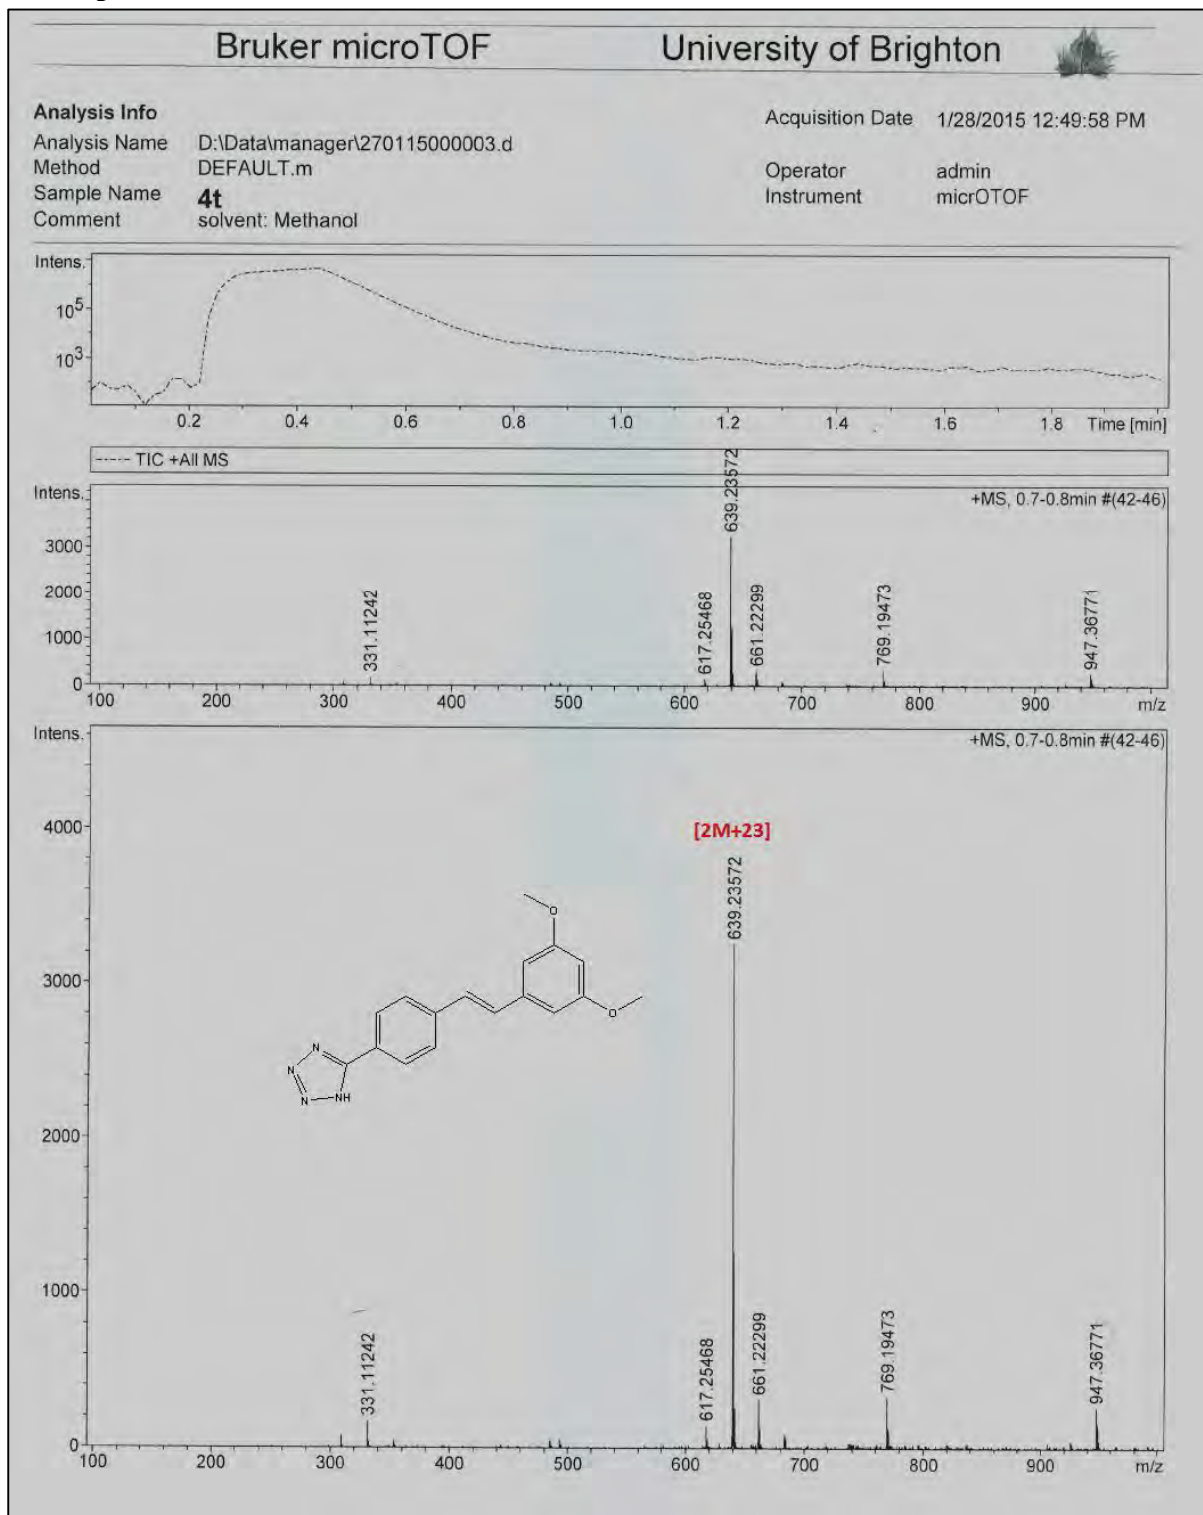 Bruker microTOF University of Brighton
Analysis Info
Acquisition Date 1/28/2015 12:49:58 PM
Analysis Name D:\Data\manager\270115000003.d
Method DEFAULT.m
Operator admin
Sample Name 4t
Instrument micrOTOF
Comment solvent: Methanol
Intens.
10^5
10^3
0.2 0.4 0.6 0.8 1.0 1.2 1.4 1.6 1.8 Time [min]
TIC +All MS
Intens.
+MS, 0.7-0.8min #(42-46)
3000
2000
1000
0
331.11242
617.25468
639.23572
661.22299
769.19473
947.36771
100 200 300 400 500 600 700 800 900 m/z
Intens.
+MS, 0.7-0.8min #(42-46)
[2M+23]
4000
3000
2000
1000
0
639.23572
331.11242
617.25468
661.22299
769.19473
947.36771
O
O
N
N
N
NH
100 200 300 400 500 600 700 800 900 m/z